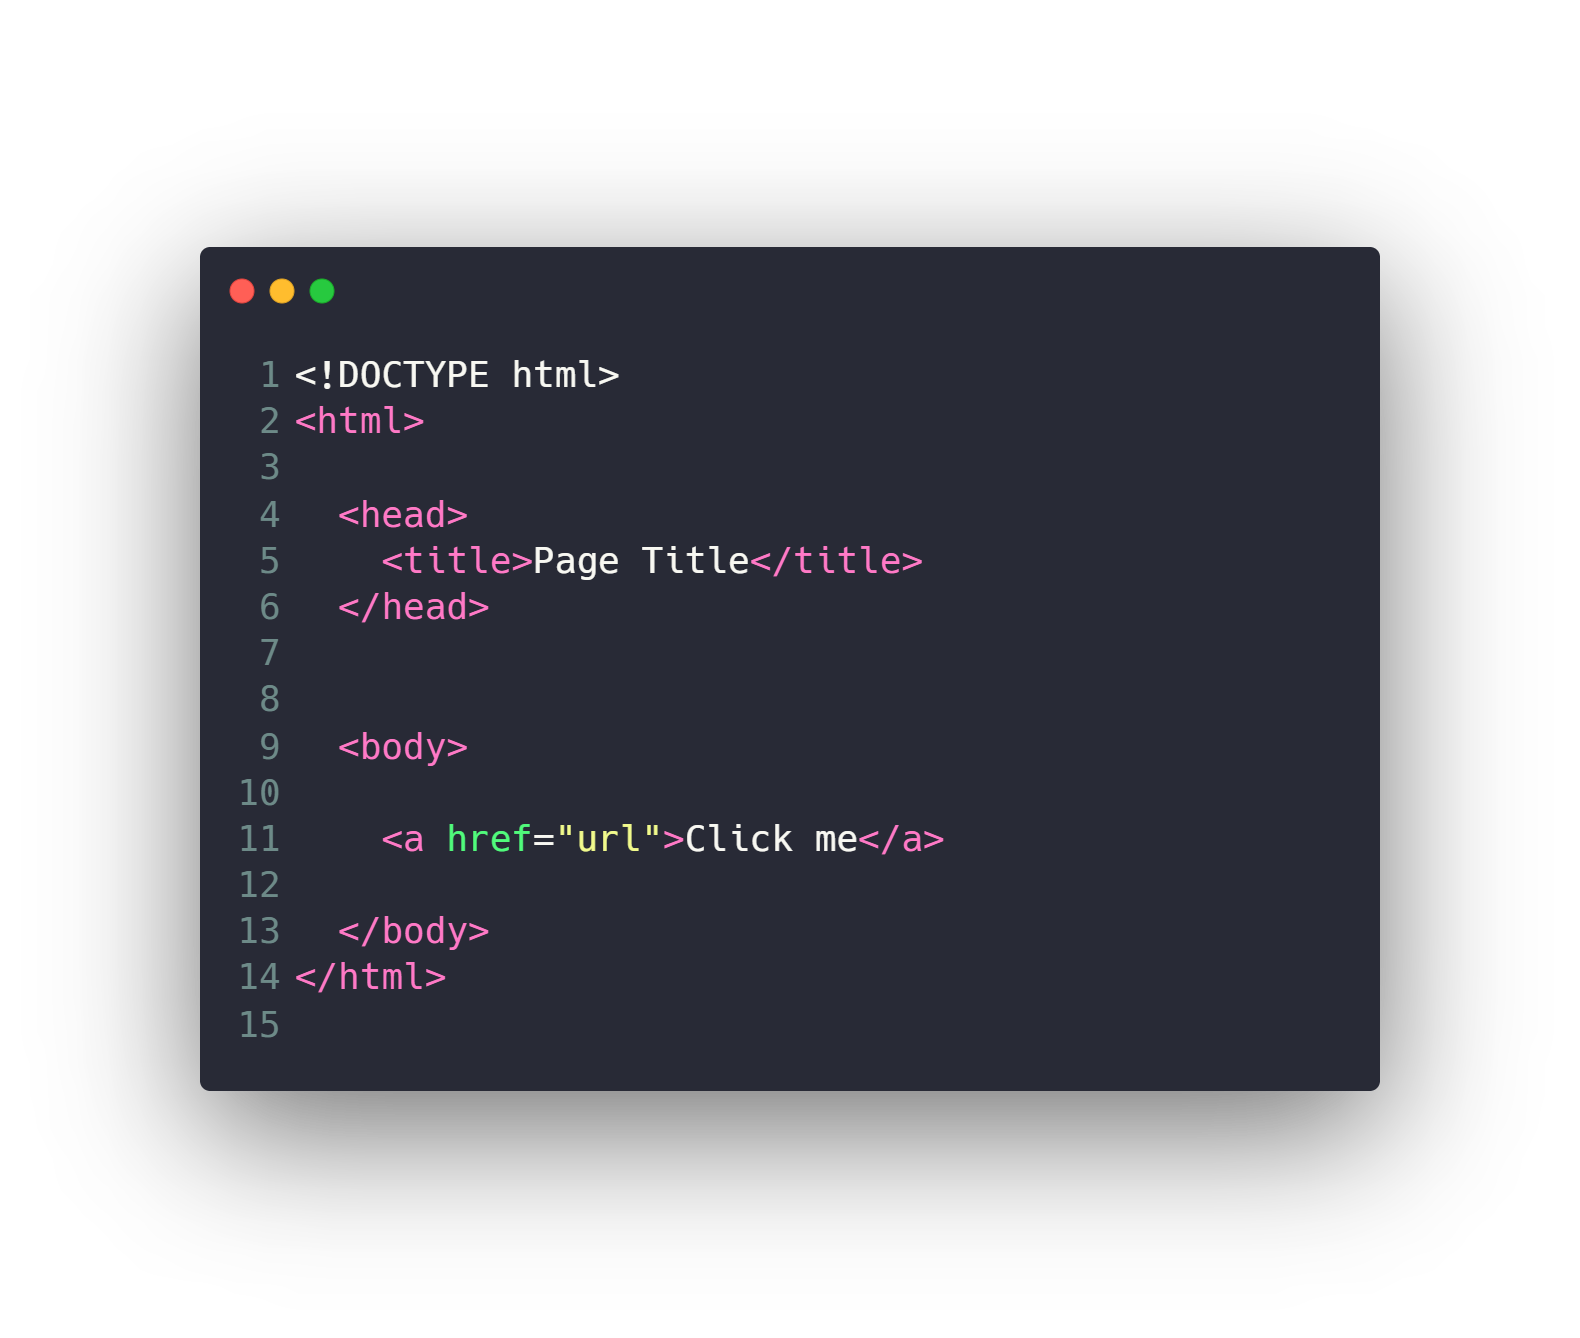 1 <!DOCTYPE html>
2 <html>
3
4   <head>
5     <title>Page Title</title>
6   </head>
7
8
9   <body>
10
11     <a href="url">Click me</a>
12
13   </body>
14 </html>
15